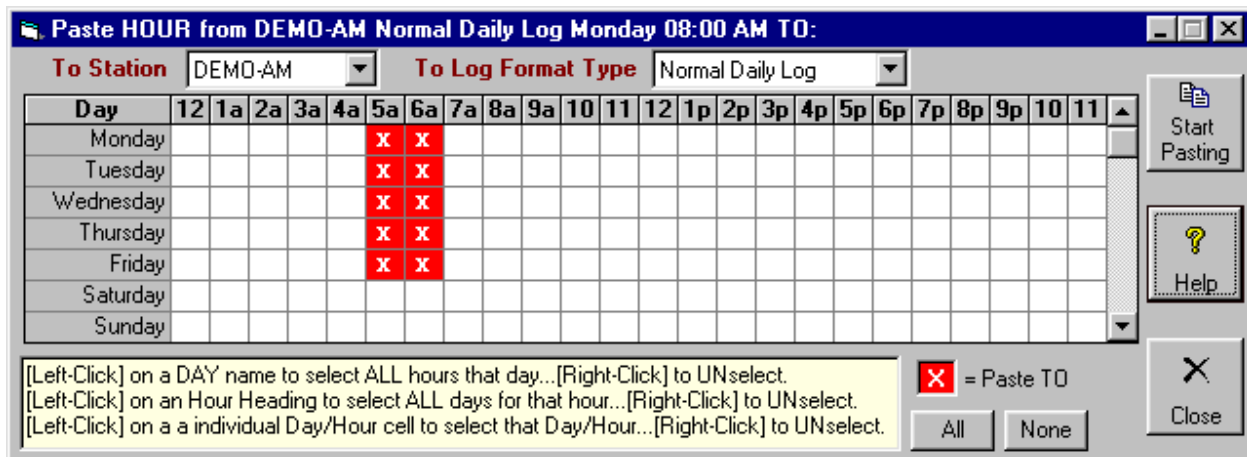 Paste HOUR from DEMO-AM Normal Daily Log Monday 08:00 AM TO:
To Station DEMO-AM To Log Format Type Normal Daily Log
Day 12 1a 2a 3a 4a 5a 6a 7a 8a 9a 10 11 12 1p 2p 3p 4p 5p 6p 7p 8p 9p 10 11
Monday X X
Tuesday X X
Wednesday X X
Thursday X X
Friday X X
Saturday
Sunday
Start
Pasting
Help
Close
[Left-Click] on a DAY name to select ALL hours that day...[Right-Click] to UNselect.
[Left-Click] on an Hour Heading to select ALL days for that hour...[Right-Click] to UNselect.
[Left-Click] on a a individual Day/Hour cell to select that Day/Hour...[Right-Click] to UNselect.
X = Paste TO
All None